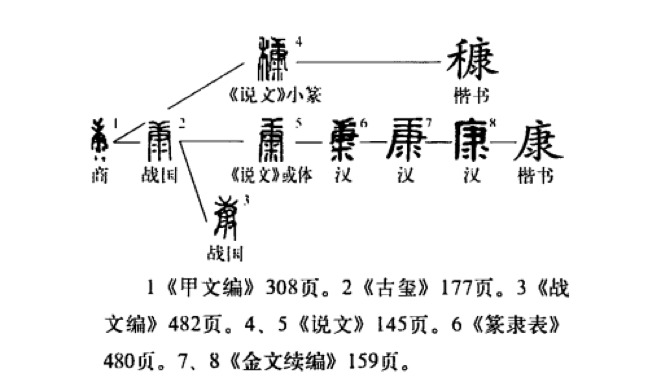 4
穅
《说文》小篆 楷书
1 2 5 6 7 8 康
商 战国 《说文》或体 汉 汉 汉 楷书
3
战国
1《甲文编》308页。2《古玺》177页。3《战
文编》482页。4、5《说文》145页。6《篆隶表》
480页。7、8《金文续编》159页。